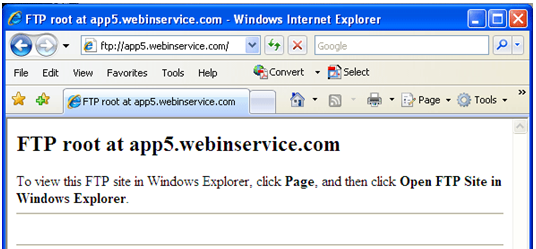 FTP root at app5.webinservice.com - Windows Internet Explorer
ftp://app5.webinservice.com/
Google
File Edit View Favorites Tools Help Convert Select
FTP root at app5.webinservice.com Page Tools »
FTP root at app5.webinservice.com
To view this FTP site in Windows Explorer, click Page, and then click Open FTP Site in
Windows Explorer.